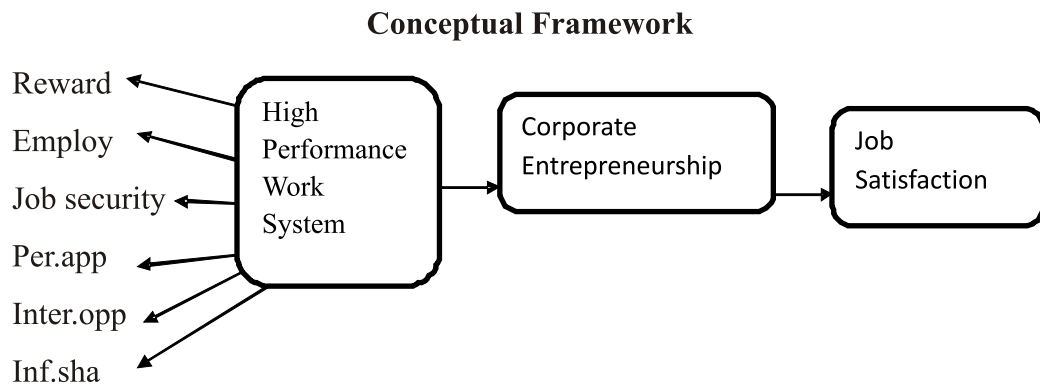 Conceptual Framework
Reward
Employ
Job security
Per.app
Inter.opp
Inf.sha
High
Performance
Work
System
Corporate
Entrepreneurship
Job
Satisfaction